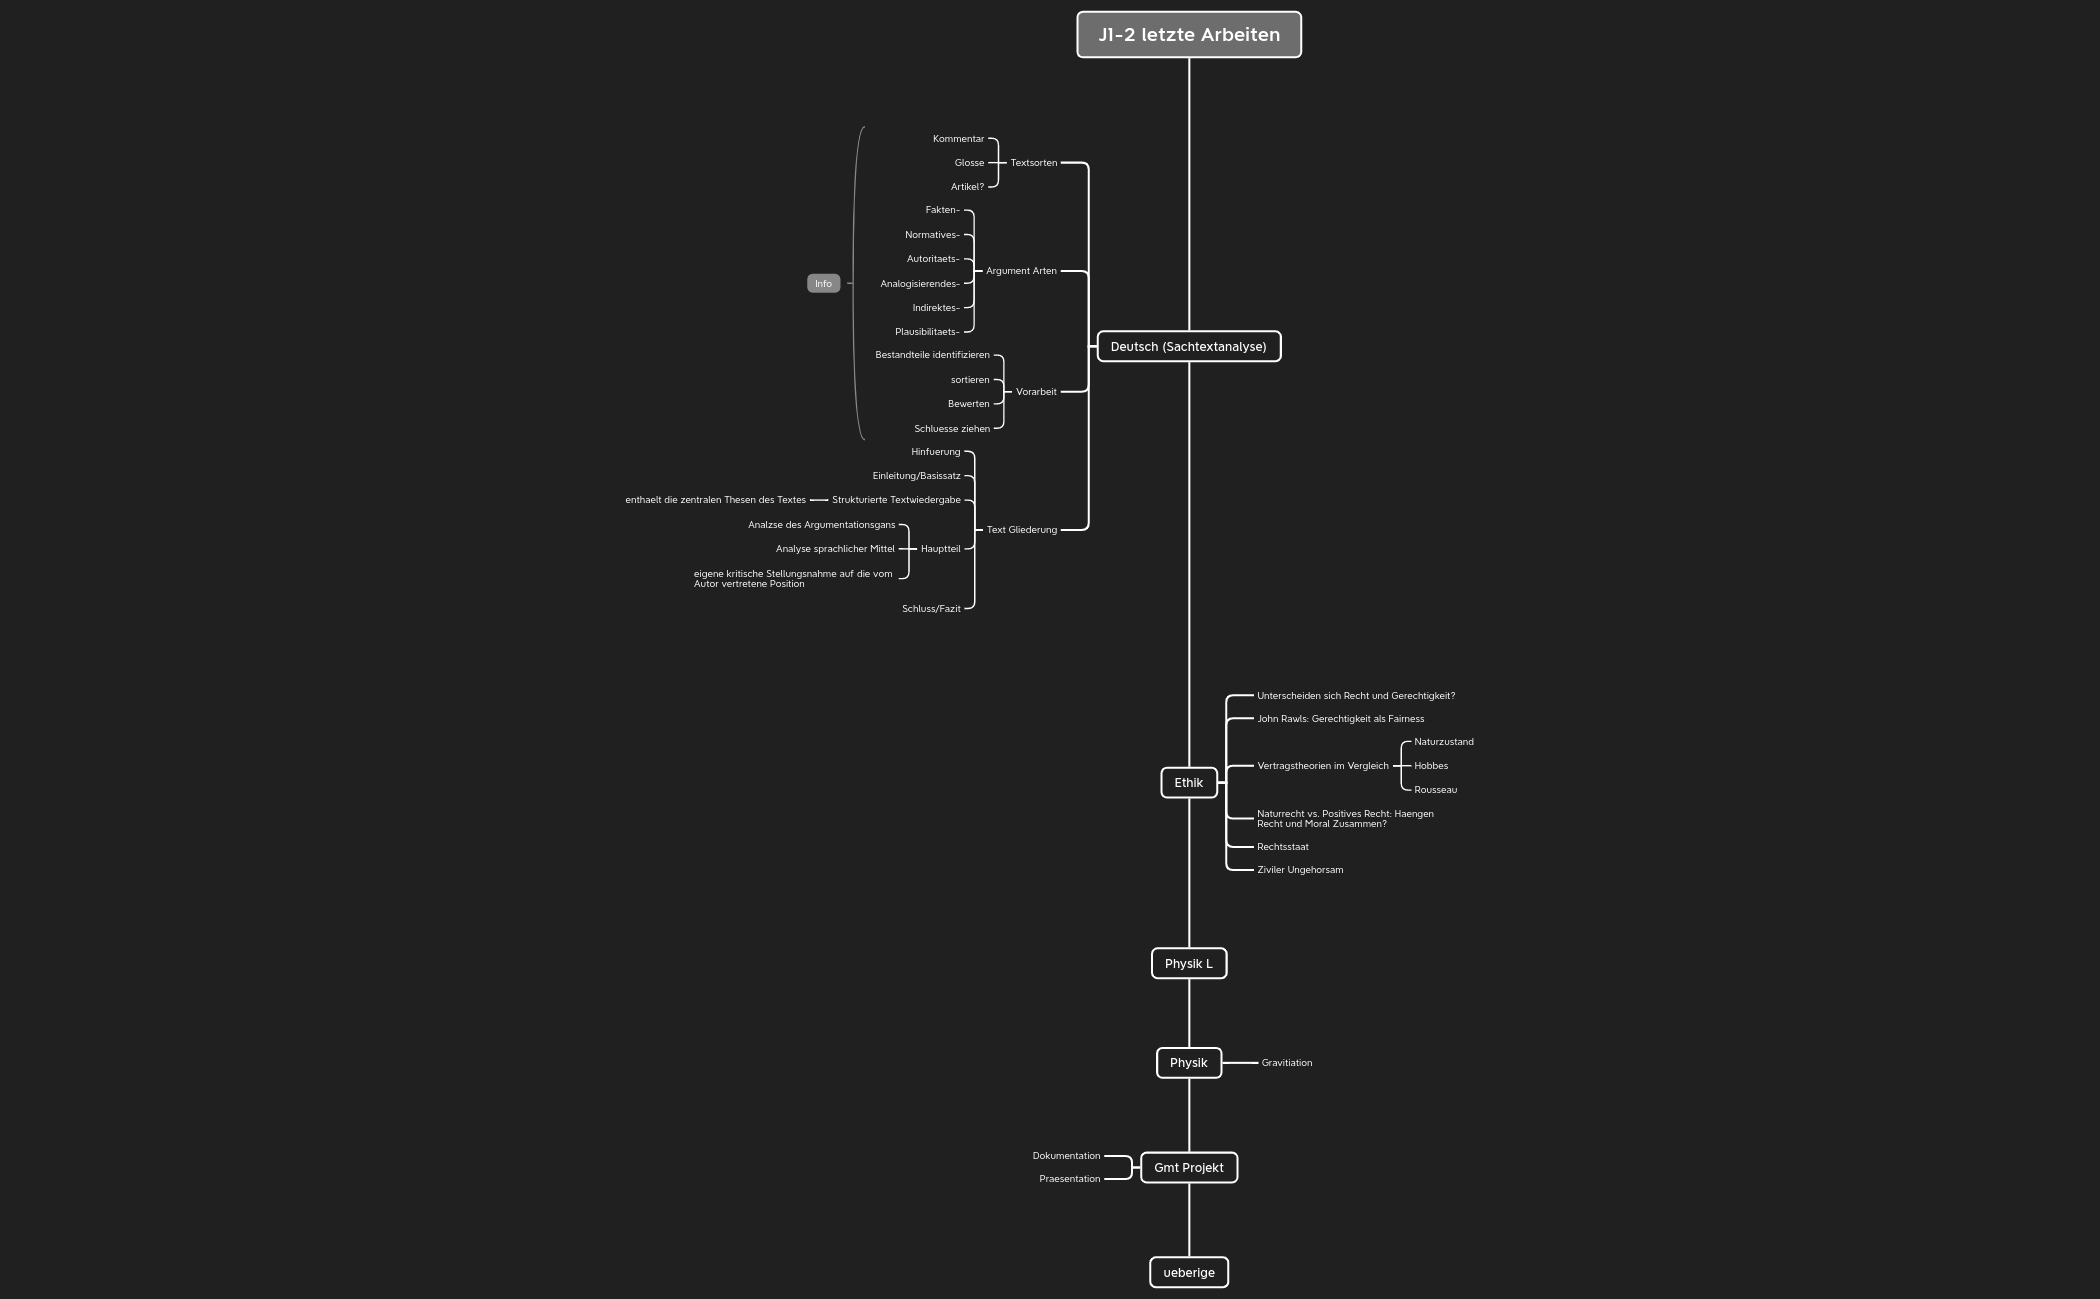 J1-2 letzte Arbeiten
Kommentar
Glosse
Artikel?
Textsorten
Fakten-
Normatives-
Autoritaets-
Analogisierendes-
Indirektes-
Plausibilitaets-
Argument Arten
Info
Bestandteile identifizieren
sortieren
Bewerten
Schluesse ziehen
Vorarbeit
Deutsch (Sachtextanalyse)
Hinfuerung
Einleitung/Basissatz
enthaelt die zentralen Thesen des Textes
Strukturierte Textwiedergabe
Analzse des Argumentationsgans
Analyse sprachlicher Mittel
eigene kritische Stellungsnahme auf die vom
Autor vertretene Position
Hauptteil
Schluss/Fazit
Text Gliederung
Ethik
Unterscheiden sich Recht und Gerechtigkeit?
John Rawls: Gerechtigkeit als Fairness
Vertragstheorien im Vergleich
Naturzustand
Hobbes
Rousseau
Naturrecht vs. Positives Recht: Haengen
Recht und Moral Zusammen?
Rechtsstaat
Ziviler Ungehorsam
Physik L
Physik
Gravitiation
Dokumentation
Praesentation
Gmt Projekt
ueberige